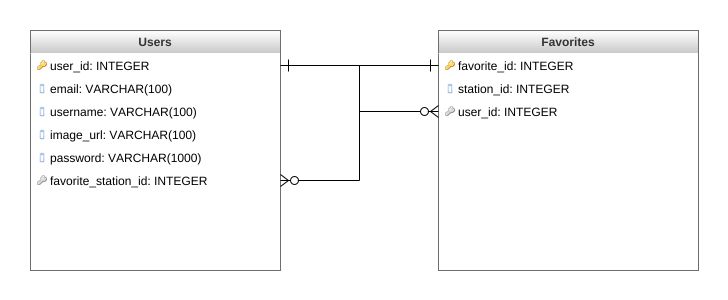 Users
user_id: INTEGER
email: VARCHAR(100)
username: VARCHAR(100)
image_url: VARCHAR(100)
password: VARCHAR(1000)
favorite_station_id: INTEGER
Favorites
favorite_id: INTEGER
station_id: INTEGER
user_id: INTEGER